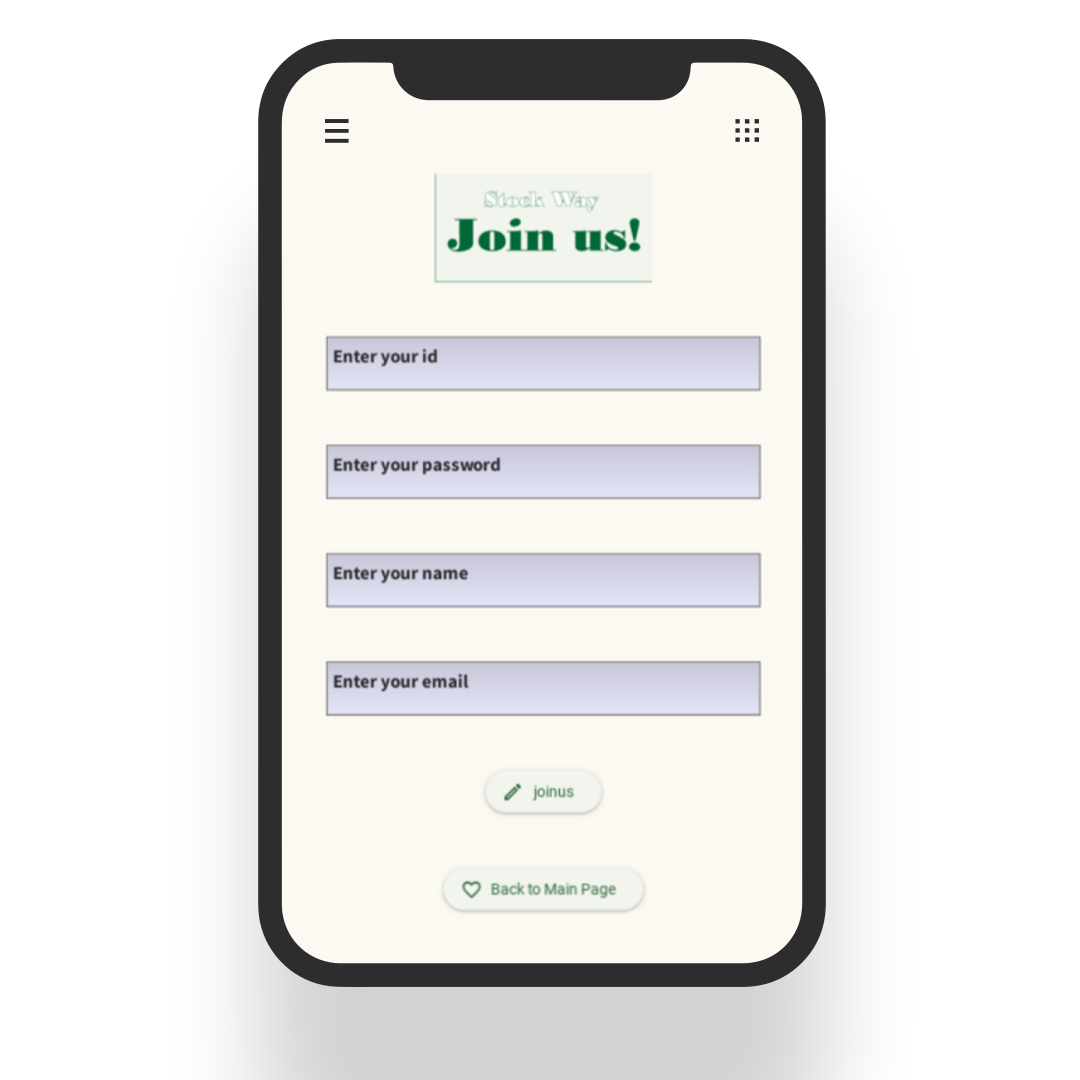 Stock Way
Join us!
Enter your id
Enter your password
Enter your name
Enter your email
joinus
Back to Main Page